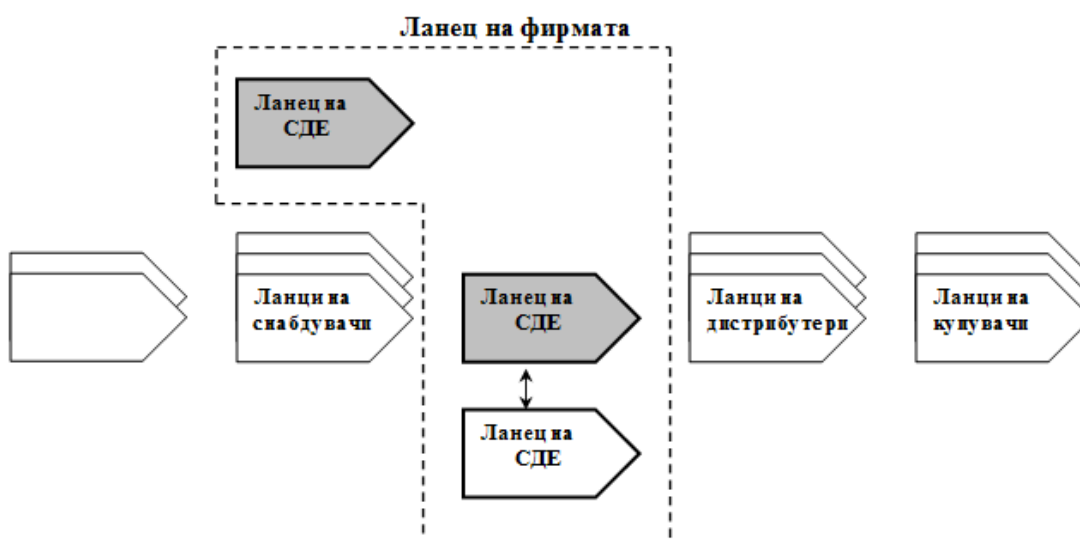 Ланец на фирмата
Ланец на
СДЕ
Ланци на
снабдувачи
Ланец на
СДЕ
Ланци на
дистрибутери
Ланци на
купувачи
Ланец на
СДЕ